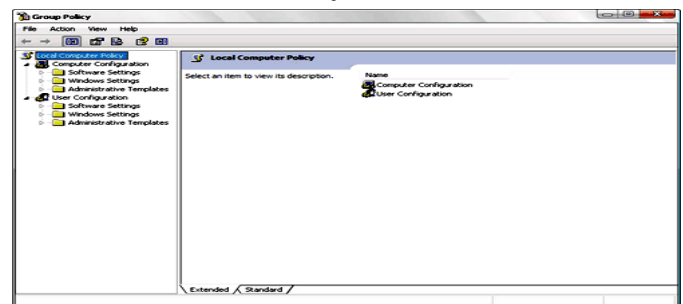 Group Policy
File Action View Help
Local Computer Policy
Computer Configuration
Software Settings
Windows Settings
Administrative Templates
User Configuration
Software Settings
Windows Settings
Administrative Templates
Local Computer Policy
Select an item to view its description.
Name
Computer Configuration
User Configuration
Extended Standard